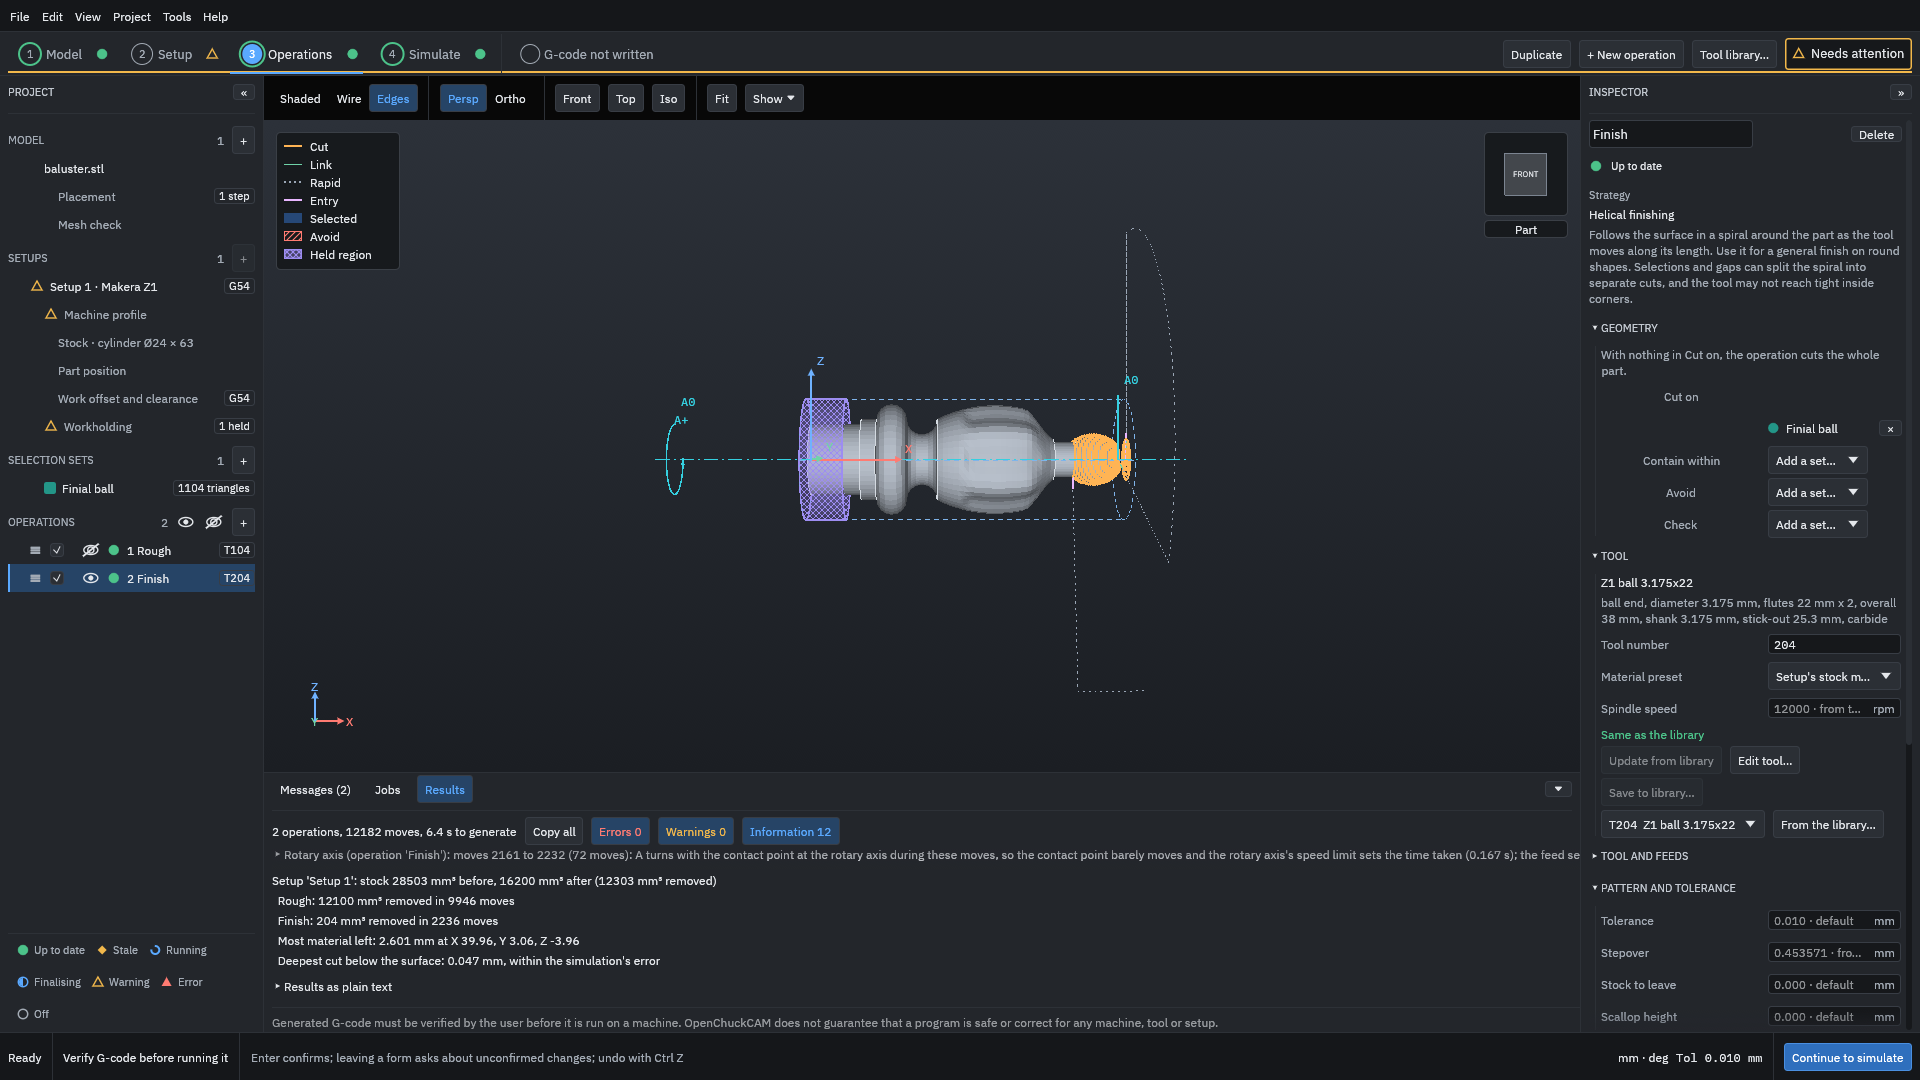 File Edit View Project Tools Help
1 Model 2 Setup 3 Operations 4 Simulate G-code not written Duplicate + New operation Tool library... Needs attention
PROJECT «
Shaded Wire Edges Persp Ortho Front Top Iso Fit Show
INSPECTOR »
MODEL 1 +
baluster.stl
Placement 1 step
Mesh check
SETUPS 1 +
Setup 1 · Makera Z1 G54
Machine profile
Stock · cylinder Ø24 × 63
Part position
Work offset and clearance G54
Workholding 1 held
SELECTION SETS 1 +
Finial ball 1104 triangles
OPERATIONS 2 +
1 Rough T104
2 Finish T204
Up to date Stale Running
Finalising Warning Error
Off
Cut
Link
Rapid
Entry
Selected
Avoid
Held region
FRONT
Part
Z
A0
A0
A+
X
Z
Y X
Messages (2) Jobs Results
2 operations, 12182 moves, 6.4 s to generate Copy all Errors 0 Warnings 0 Information 12
Rotary axis (operation 'Finish'): moves 2161 to 2232 (72 moves): A turns with the contact point at the rotary axis during these moves, so the contact point barely moves and the rotary axis's speed limit sets the time taken (0.167 s); the feed se
Setup 'Setup 1': stock 28503 mm³ before, 16200 mm³ after (12303 mm³ removed)
Rough: 12100 mm³ removed in 9946 moves
Finish: 204 mm³ removed in 2236 moves
Most material left: 2.601 mm at X 39.96, Y 3.06, Z -3.96
Deepest cut below the surface: 0.047 mm, within the simulation's error
Results as plain text
Generated G-code must be verified by the user before it is run on a machine. OpenChuckCAM does not guarantee that a program is safe or correct for any machine, tool or setup.
Finish Delete
Up to date
Strategy
Helical finishing
Follows the surface in a spiral around the part as the tool
moves along its length. Use it for a general finish on round
shapes. Selections and gaps can split the spiral into
separate cuts, and the tool may not reach tight inside
corners.
GEOMETRY
With nothing in Cut on, the operation cuts the whole
part.
Cut on
Finial ball ×
Contain within Add a set...
Avoid Add a set...
Check Add a set...
TOOL
Z1 ball 3.175x22
ball end, diameter 3.175 mm, flutes 22 mm x 2, overall
38 mm, shank 3.175 mm, stick-out 25.3 mm, carbide
Tool number 204
Material preset Setup's stock m...
Spindle speed 12000 · from t... rpm
Same as the library
Update from library Edit tool...
Save to library...
T204 Z1 ball 3.175x22 From the library...
TOOL AND FEEDS
PATTERN AND TOLERANCE
Tolerance 0.010 · default mm
Stepover 0.453571 · fro... mm
Stock to leave 0.000 · default mm
Scallop height 0.000 · default mm
Ready Verify G-code before running it Enter confirms; leaving a form asks about unconfirmed changes; undo with Ctrl Z mm · deg Tol 0.010 mm Continue to simulate